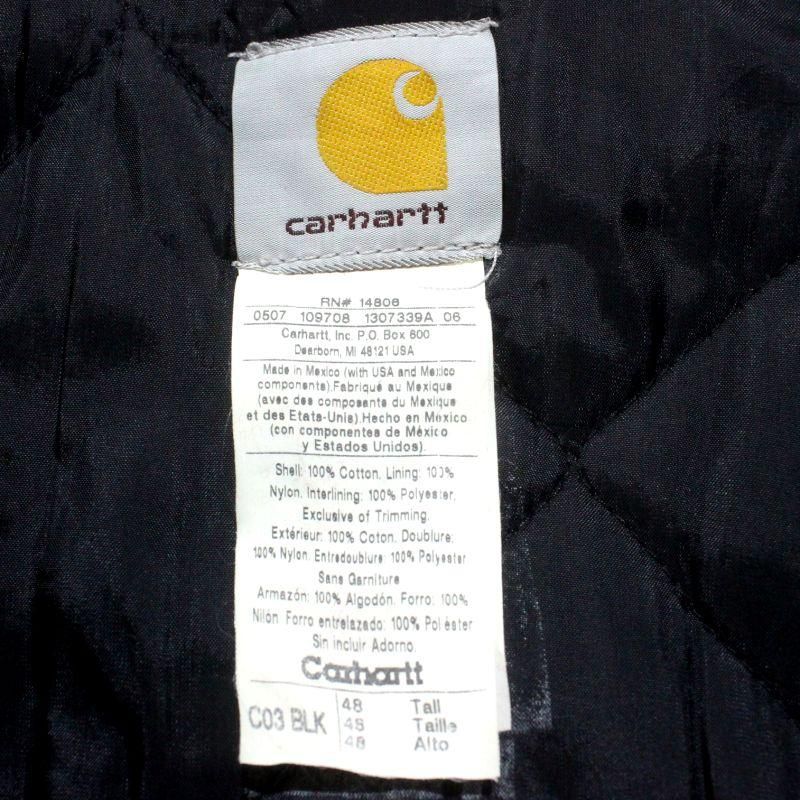 carhartt
RN# 14806
0507 109708 1307339A 06
Carhartt, Inc. P.O. Box 600
Dearborn, MI 48121 USA
Made in Mexico (with USA and Mexico
components).Fabriqué au Mexique
(avec des composants du Mexique
et des Etats-Unis).Hecho en México
(con componentes de México
y Estados Unidos).
Shell: 100% Cotton. Lining: 100%
Nylon. Interlining: 100% Polyester.
Exclusive of Trimming.
Extérieur: 100% Coton. Doublure:
100% Nylon. Entredoublure: 100% Polyester
Sans Garniture
Armazón: 100% Algodón. Forro: 100%
Nilón. Forro entrelazado: 100% Poliéster
Sin incluir Adorno.
Carhartt
C03 BLK
48 Tall
48 Taille
48 Alto